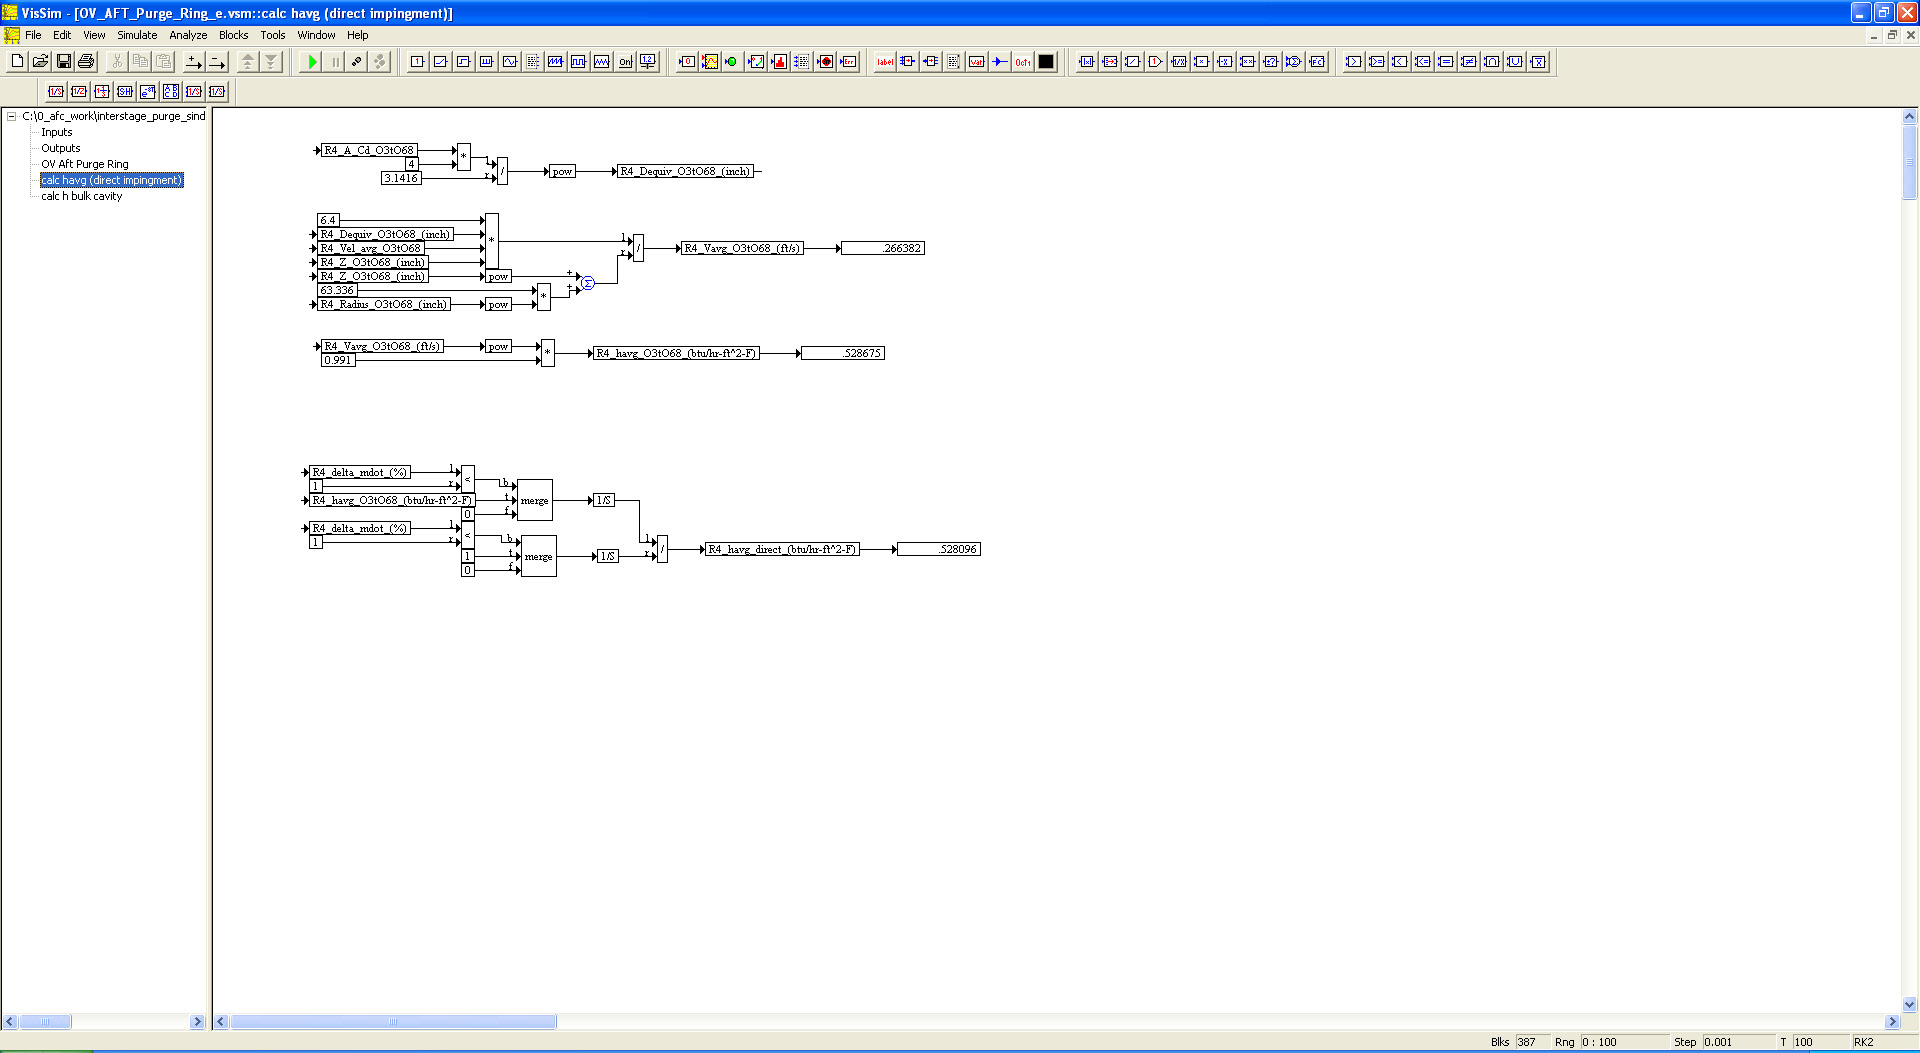 VisSim - [OV_AFT_Purge_Ring_e.vsm::calc havg (direct impingment)]
File Edit View Simulate Analyze Blocks Tools Window Help
C:\0_afc_work\interstage_purge_sind
Inputs
Outputs
OV Aft Purge Ring
calc havg (direct impingment)
calc h bulk cavity
R4_A_Cd_O3tO68
4
3.1416
*
l
r
/
pow
R4_Dequiv_O3tO68_(inch)
6.4
R4_Dequiv_O3tO68_(inch)
R4_Vel_avg_O3tO68
R4_Z_O3tO68_(inch)
R4_Z_O3tO68_(inch)
63.336
R4_Radius_O3tO68_(inch)
*
pow
pow
*
+
+
Σ
l
r
/
R4_Vavg_O3tO68_(ft/s)
.266382
R4_Vavg_O3tO68_(ft/s)
0.991
pow
*
R4_havg_O3tO68_(btu/hr-ft^2-F)
.528675
R4_delta_mdot_(%)
1
R4_havg_O3tO68_(btu/hr-ft^2-F)
0
l
r
<
b
t
f
merge
1/S
R4_delta_mdot_(%)
1
l
r
<
1
0
b
t
f
merge
1/S
l
r
/
R4_havg_direct_(btu/hr-ft^2-F)
.528096
Blks 387 Rng 0 : 100 Step 0.001 T 100 RK2